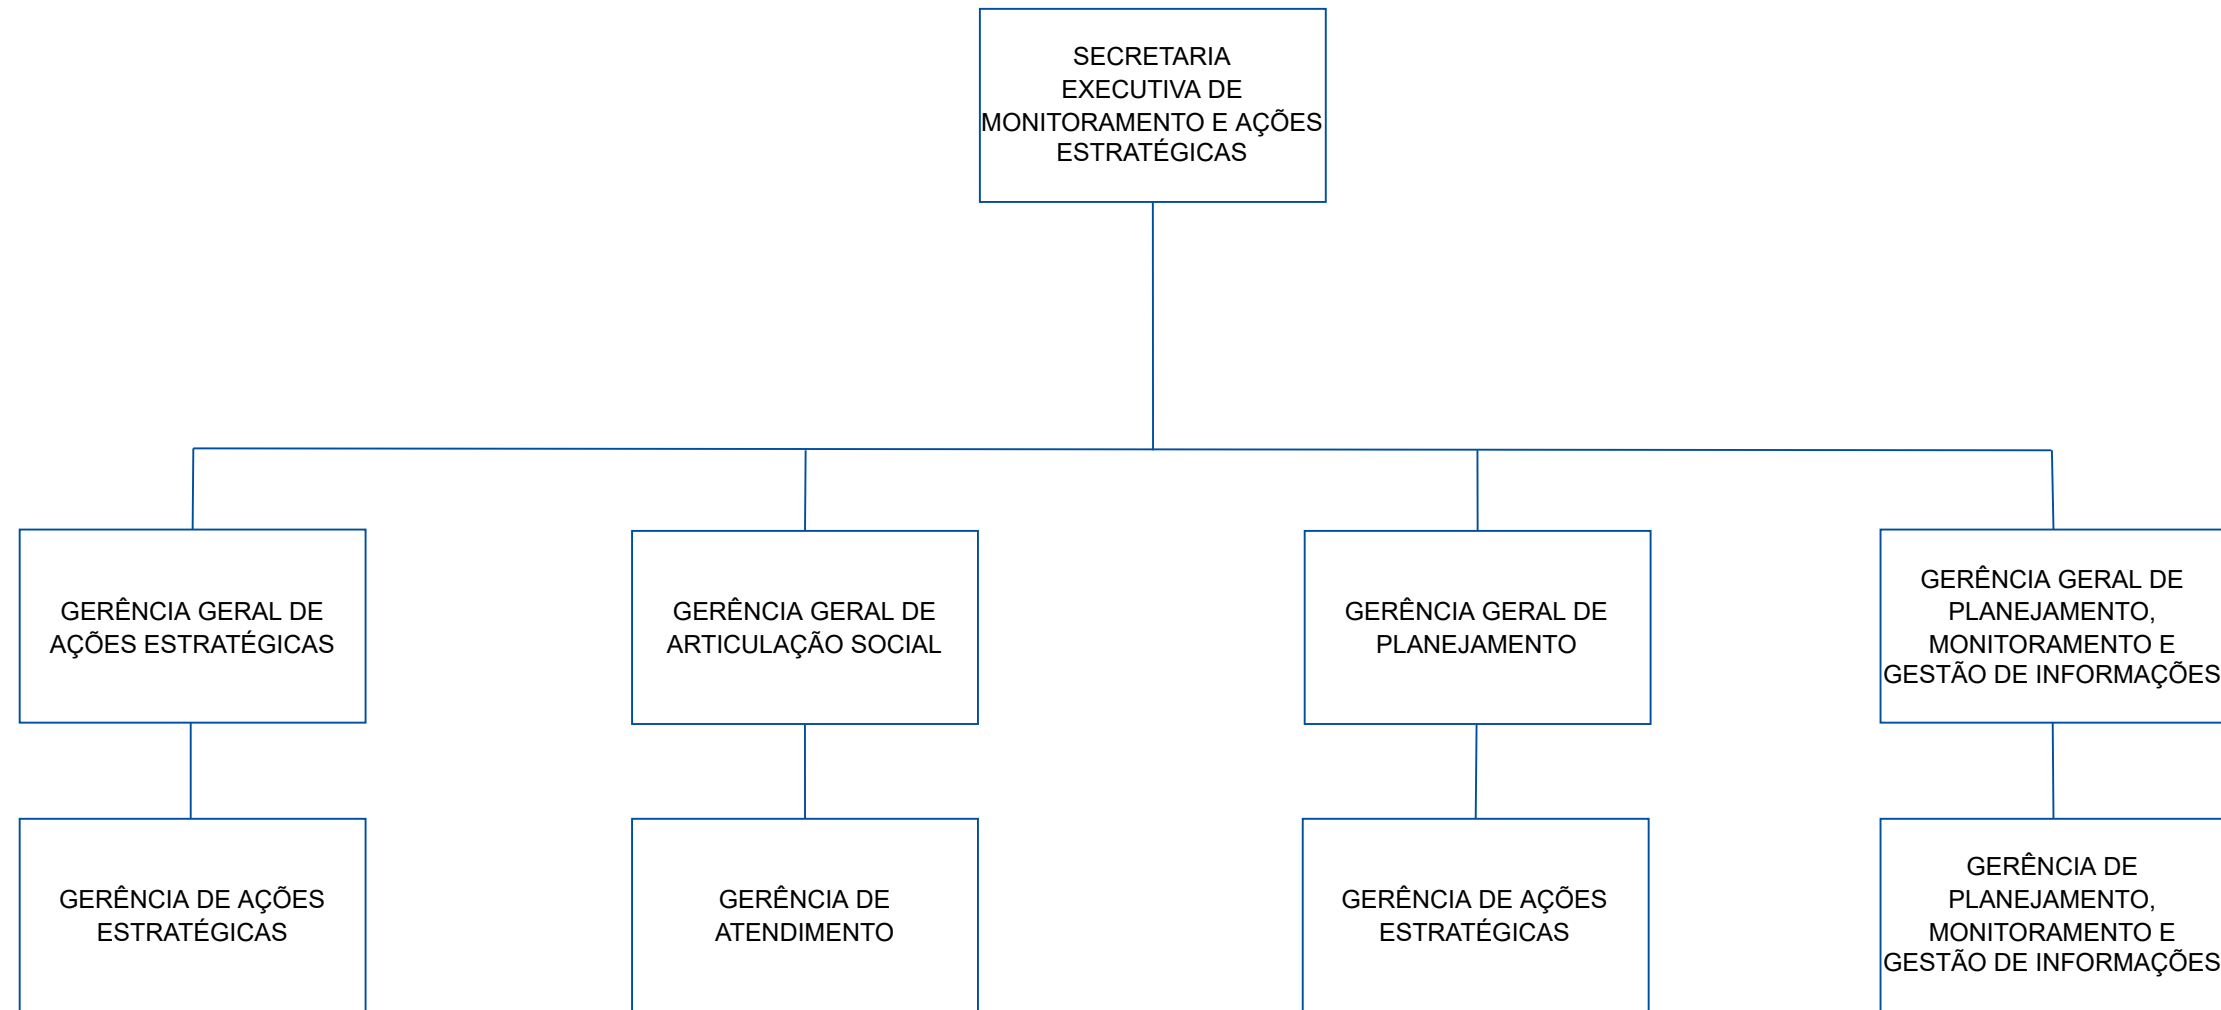 SECRETARIA
EXECUTIVA DE
MONITORAMENTO E AÇÕES
ESTRATÉGICAS
GERÊNCIA GERAL DE
AÇÕES ESTRATÉGICAS
GERÊNCIA GERAL DE
ARTICULAÇÃO SOCIAL
GERÊNCIA GERAL DE
PLANEJAMENTO
GERÊNCIA GERAL DE
PLANEJAMENTO,
MONITORAMENTO E
GESTÃO DE INFORMAÇÕES
GERÊNCIA DE AÇÕES
ESTRATÉGICAS
GERÊNCIA DE
ATENDIMENTO
GERÊNCIA DE AÇÕES
ESTRATÉGICAS
GERÊNCIA DE
PLANEJAMENTO,
MONITORAMENTO E
GESTÃO DE INFORMAÇÕES